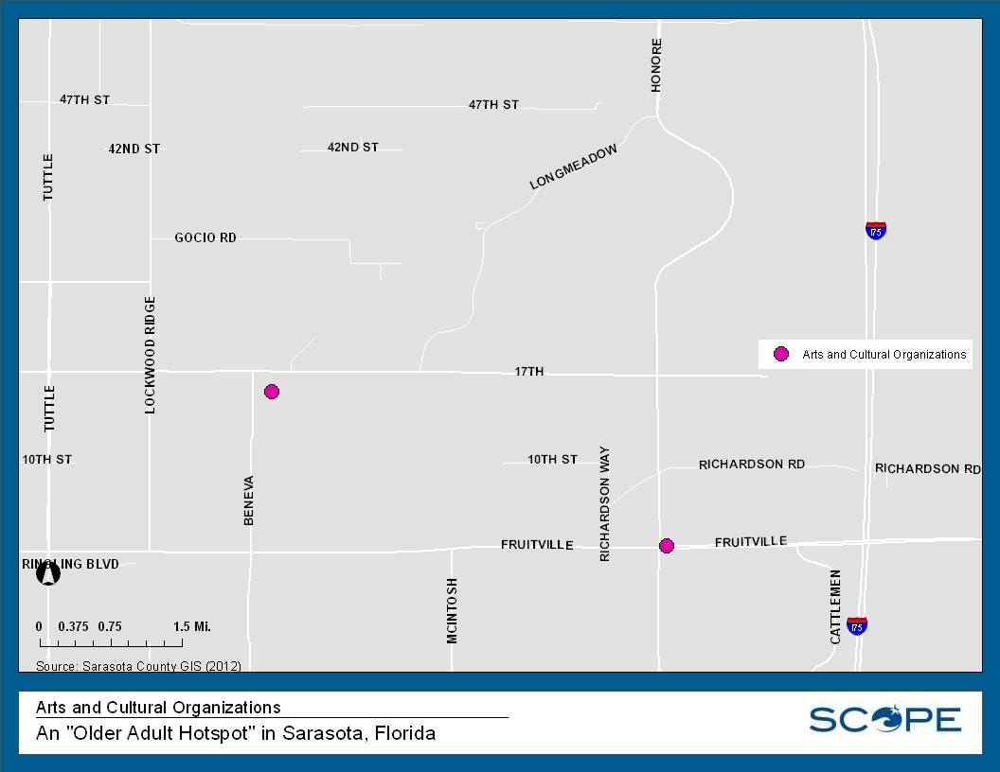 HONORE
47TH ST
47TH ST
42ND ST
42ND ST
LONGMEADOW
TUTTLE
GOCIO RD
I75
LOCKWOOD RIDGE
Arts and Cultural Organizations
17TH
TUTTLE
10TH ST
10TH ST
RICHARDSON WAY
RICHARDSON RD
RICHARDSON RD
BENEVA
FRUITVILLE
FRUITVILLE
RINGLING BLVD
MCINTOSH
CATTLEMEN
I75
0 0.375 0.75 1.5 Mi.
Source: Sarasota County GIS (2012)
Arts and Cultural Organizations
An "Older Adult Hotspot" in Sarasota, Florida
SCOPE